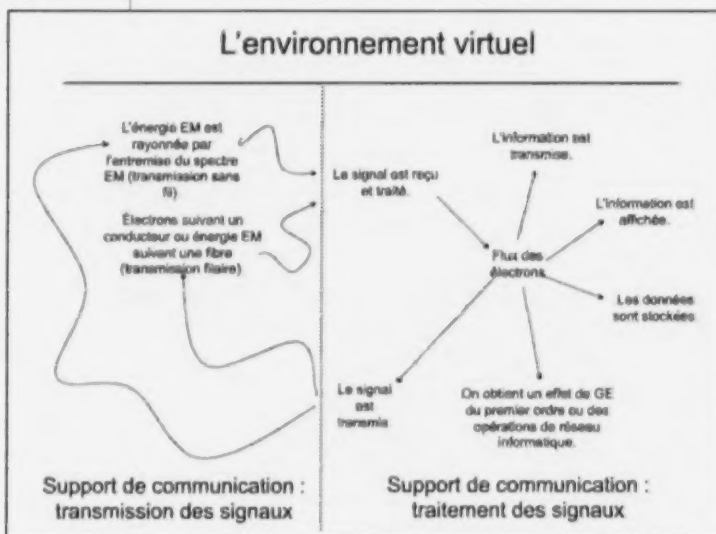 L'environnement virtuel
L'énergie EM est
rayonnée par
l'entremise du spectre
EM (transmission sans
fil)
Électrons suivant un
conducteur ou énergie EM
suivant une fibre
(transmission filaire)
Le signal est reçu
et traité.
L'information est
transmise.
L'information est
affichée.
Flux des
électrons.
Les données
sont stockées
Le signal
est
transmis.
On obtient un effet de GE
du premier ordre ou des
opérations de réseau
informatique.
Support de communication :
transmission des signaux
Support de communication :
traitement des signaux